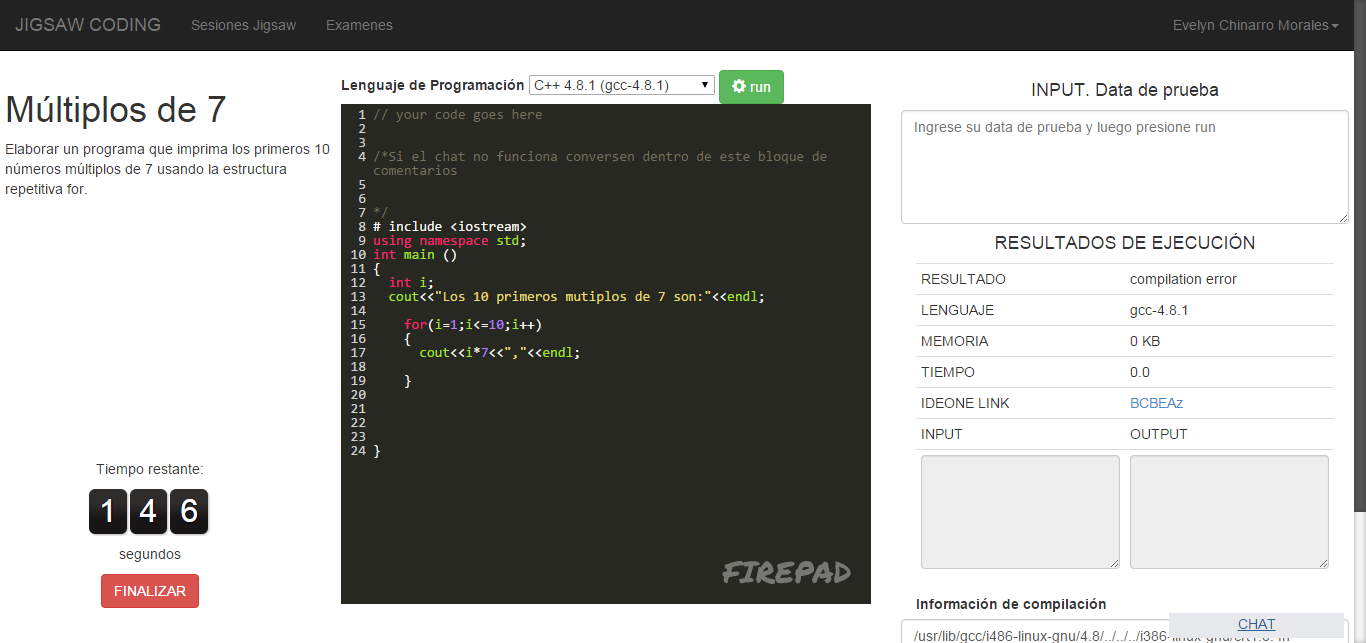 JIGSAW CODING Sesiones Jigsaw Examenes Evelyn Chinarro Morales
Múltiplos de 7
Elaborar un programa que imprima los primeros 10
números múltiplos de 7 usando la estructura
repetitiva for.
Tiempo restante:
1 4 6
segundos
FINALIZAR
Lenguaje de Programación C++ 4.8.1 (gcc-4.8.1) run
1 // your code goes here
2
3
4 /*Si el chat no funciona conversen dentro de este bloque de
comentarios
5
6
7 */
8 # include <iostream>
9 using namespace std;
10 int main ()
11 {
12 int i;
13 cout<<"Los 10 primeros mutiplos de 7 son:"<<endl;
14
15 for(i=1;i<=10;i++)
16 {
17 cout<<i*7<<","<<endl;
18
19 }
20
21
22
23
24 }
FIREPAD
INPUT. Data de prueba
Ingrese su data de prueba y luego presione run
RESULTADOS DE EJECUCIÓN
RESULTADO compilation error
LENGUAJE gcc-4.8.1
MEMORIA 0 KB
TIEMPO 0.0
IDEONE LINK BCBEAz
INPUT OUTPUT
Información de compilación
/usr/lib/gcc/i486-linux-gnu/4.8/../../../i386-linux-gnu/crt1.o: In
CHAT